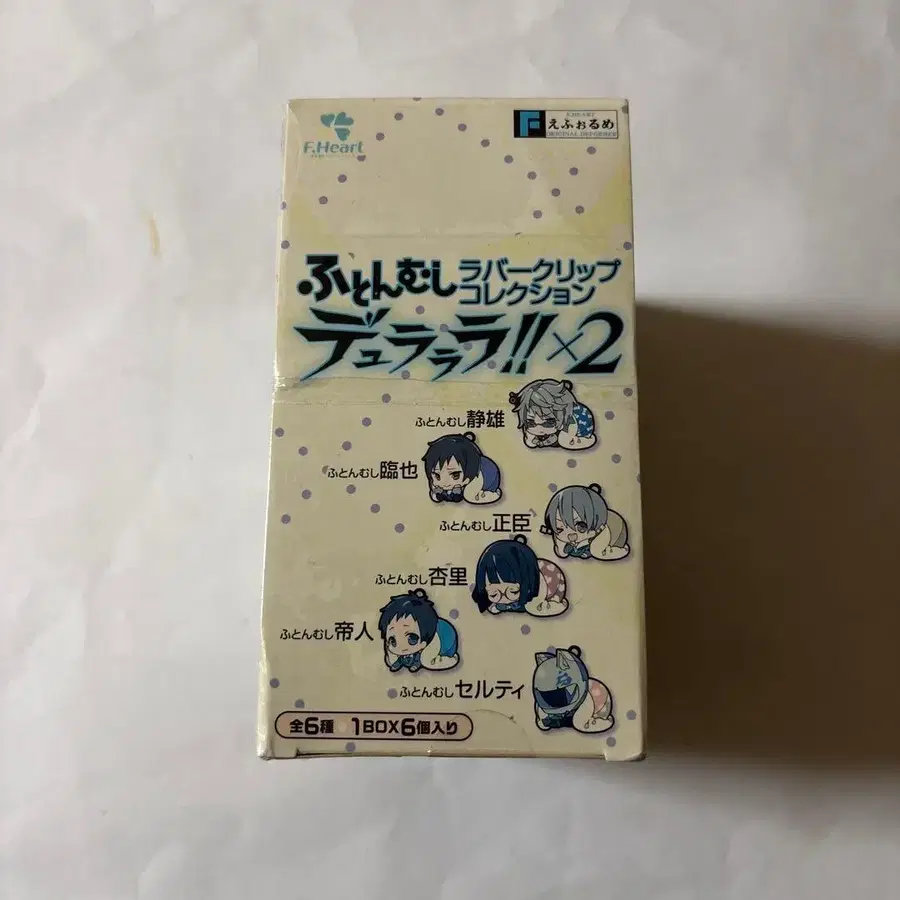 F.Heart
F.HEART
えふぉるめ
ORIGINAL DEFORMER
ふとんむし ラバークリップ
コレクション
デュラララ!!×2
ふとんむし 静雄
ふとんむし 臨也
ふとんむし 正臣
ふとんむし 杏里
ふとんむし 帝人
ふとんむし セルティ
全6種 1BOX6個入り